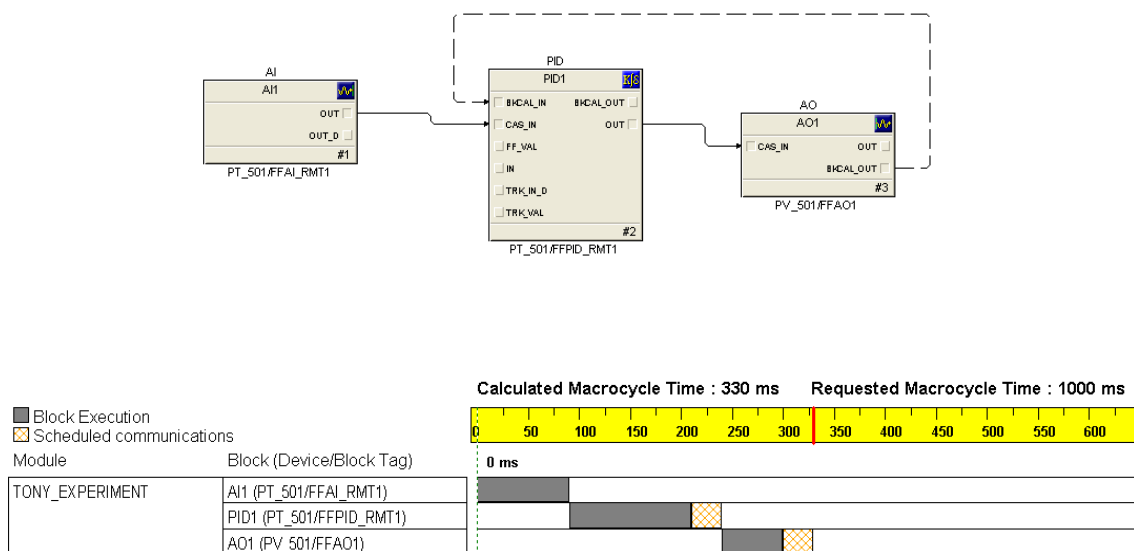 AI
AI1
OUT
OUT_D
#1
PT_501/FFAI_RMT1
PID
PID1
BKCAL_IN BKCAL_OUT
CAS_IN OUT
FF_VAL
IN
TRK_IN_D
TRK_VAL
#2
PT_501/FFPID_RMT1
AO
AO1
CAS_IN OUT
BKCAL_OUT
#3
PV_501/FFAO1
Calculated Macrocycle Time : 330 ms Requested Macrocycle Time : 1000 ms
Block Execution
Scheduled communications
0 50 100 150 200 250 300 350 400 450 500 550 600
Module Block (Device/Block Tag) 0 ms
TONY_EXPERIMENT AI1 (PT_501/FFAI_RMT1)
PID1 (PT_501/FFPID_RMT1)
AO1 (PV_501/FFAO1)